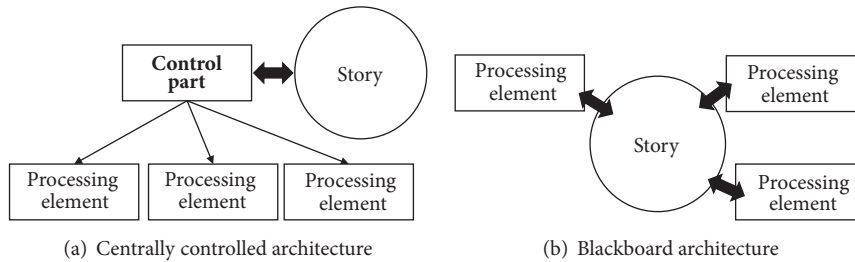 Control
part
Story
Processing
element
Processing
element
Processing
element
(a) Centrally controlled architecture
Processing
element
Processing
element
Story
Processing
element
(b) Blackboard architecture